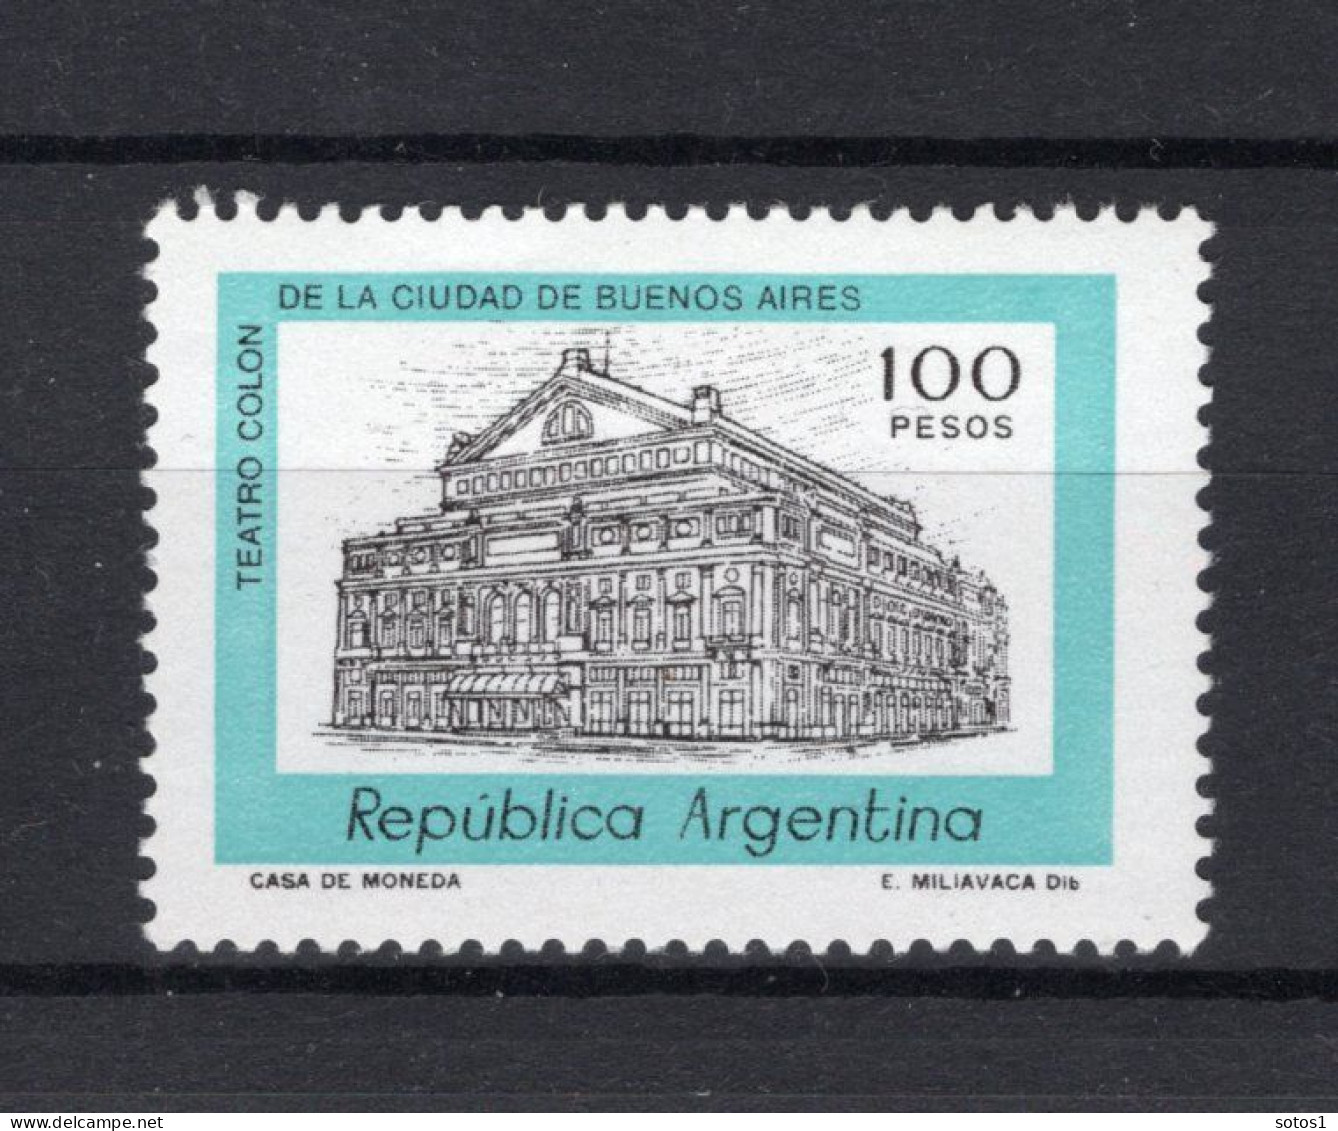 TEATRO COLON
DE LA CIUDAD DE BUENOS AIRES
100
PESOS
República Argentina
CASA DE MONEDA
E. MILIAVACA Dib
sotos1